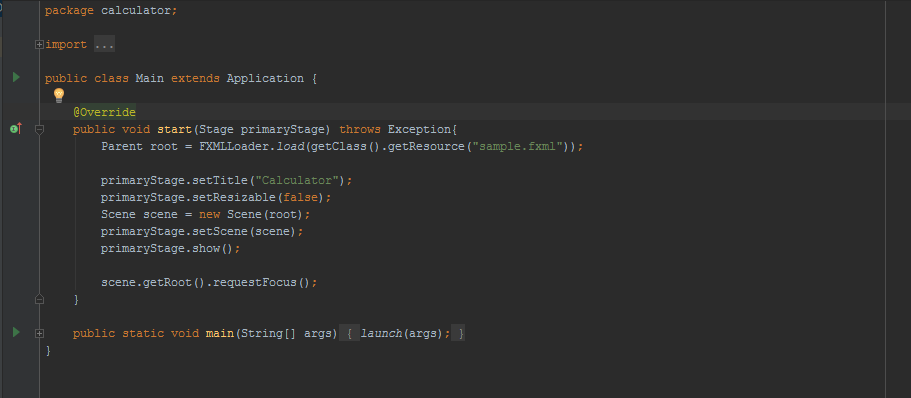 package calculator;
import ...
public class Main extends Application {
@Override
public void start(Stage primaryStage) throws Exception{
Parent root = FXMLLoader.load(getClass().getResource("sample.fxml"));
primaryStage.setTitle("Calculator");
primaryStage.setResizable(false);
Scene scene = new Scene(root);
primaryStage.setScene(scene);
primaryStage.show();
scene.getRoot().requestFocus();
}
public static void main(String[] args) { launch(args); }
}